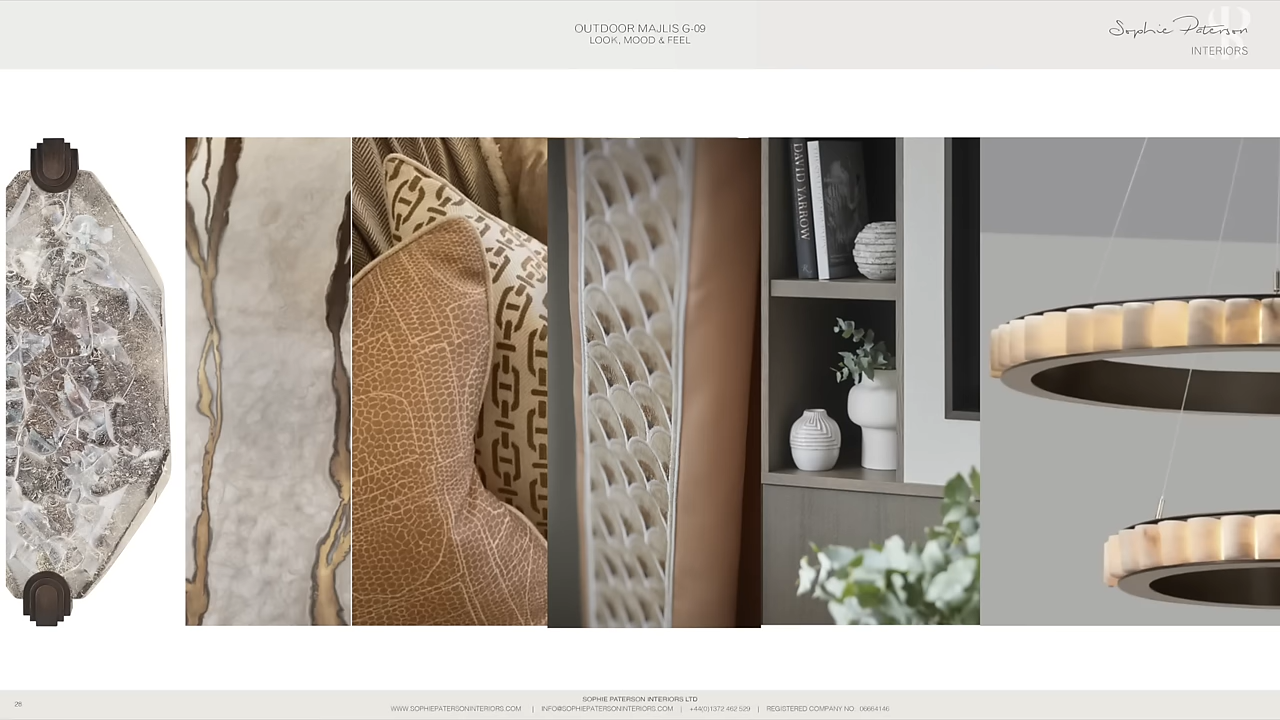 OUTDOOR MAJLIS G-09
LOOK, MOOD & FEEL
Sophie Paterson
INTERIORS
DAVID YARROW
26
SOPHIE PATERSON INTERIORS LTD
WWW.SOPHIEPATERSONINTERIORS.COM | INFO@SOPHIEPATERSONINTERIORS.COM | +44(0)1372 462 529 | REGISTERED COMPANY NO: 06664146